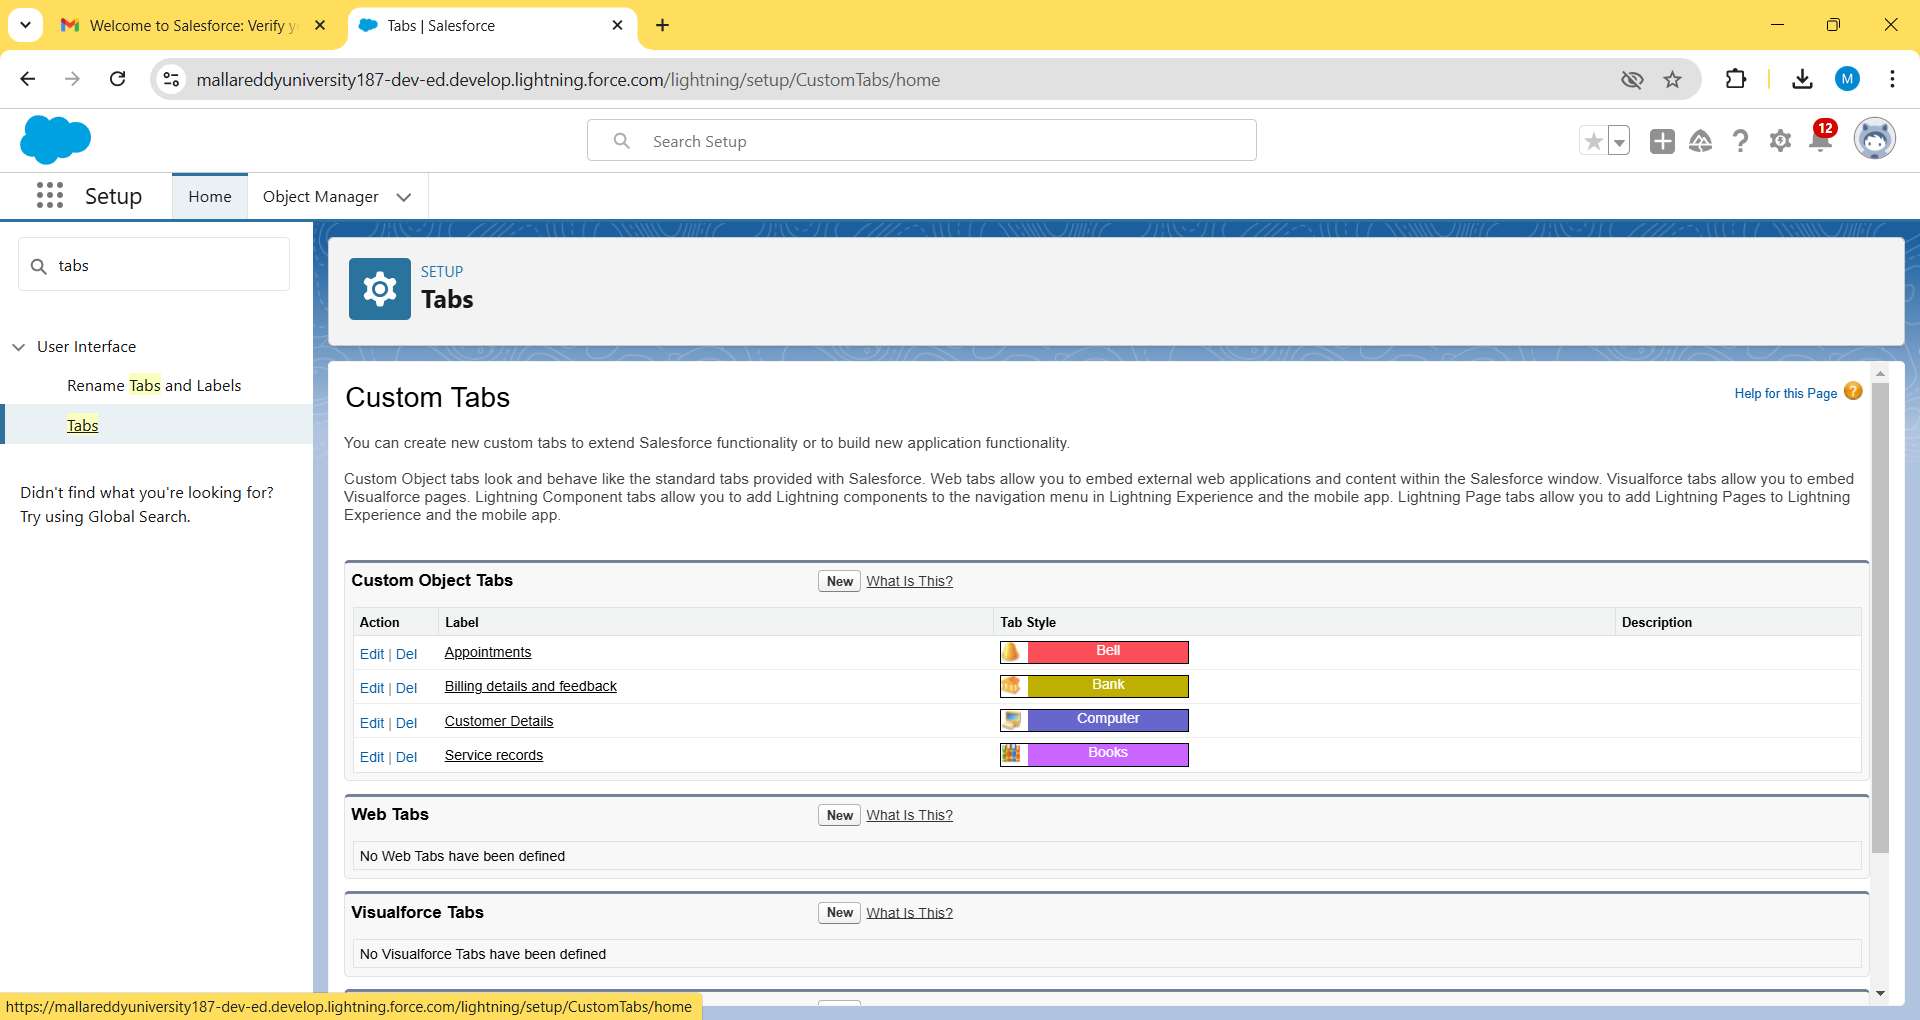 Welcome to Salesforce: Verify y
Tabs | Salesforce
mallareddyuniversity187-dev-ed.develop.lightning.force.com/lightning/setup/CustomTabs/home
M
Search Setup
12
Setup
Home
Object Manager
tabs
User Interface
Rename Tabs and Labels
Tabs
Didn't find what you're looking for?
Try using Global Search.
SETUP
Tabs
Custom Tabs
Help for this Page ?
You can create new custom tabs to extend Salesforce functionality or to build new application functionality.
Custom Object tabs look and behave like the standard tabs provided with Salesforce. Web tabs allow you to embed external web applications and content within the Salesforce window. Visualforce tabs allow you to embed
Visualforce pages. Lightning Component tabs allow you to add Lightning components to the navigation menu in Lightning Experience and the mobile app. Lightning Page tabs allow you to add Lightning Pages to Lightning
Experience and the mobile app.
Custom Object Tabs New What Is This?
Action Label Tab Style Description
Edit | Del Appointments Bell
Edit | Del Billing details and feedback Bank
Edit | Del Customer Details Computer
Edit | Del Service records Books
Web Tabs New What Is This?
No Web Tabs have been defined
Visualforce Tabs New What Is This?
No Visualforce Tabs have been defined
https://mallareddyuniversity187-dev-ed.develop.lightning.force.com/lightning/setup/CustomTabs/home